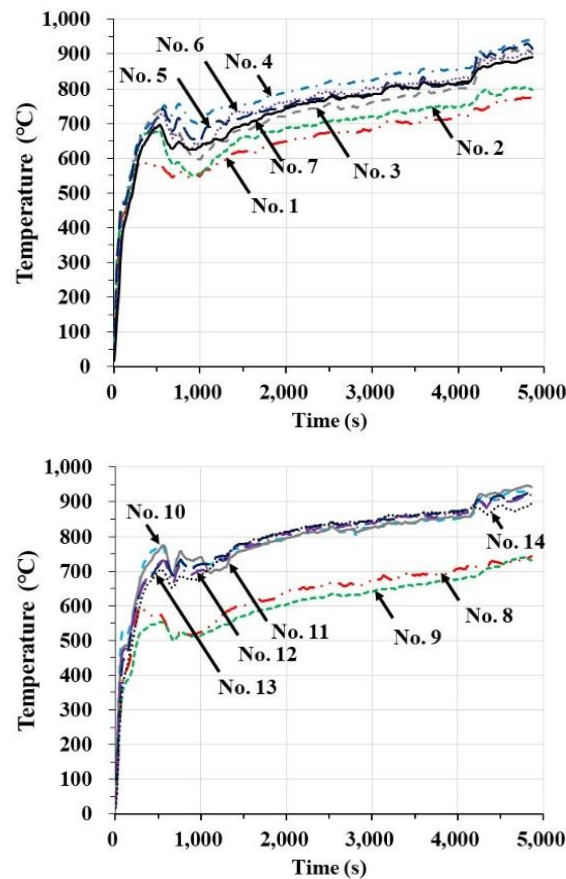 1,000
900
800
700
600
500
400
300
200
100
0
Temperature (°C)
No. 6
No. 4
No. 5
No. 2
No. 3
No. 7
No. 1
0
1,000
2,000
3,000
4,000
5,000
Time (s)
1,000
900
800
700
600
500
400
300
200
100
0
Temperature (°C)
No. 10
No. 14
No. 8
No. 11
No. 9
No. 12
No. 13
0
1,000
2,000
3,000
4,000
5,000
Time (s)